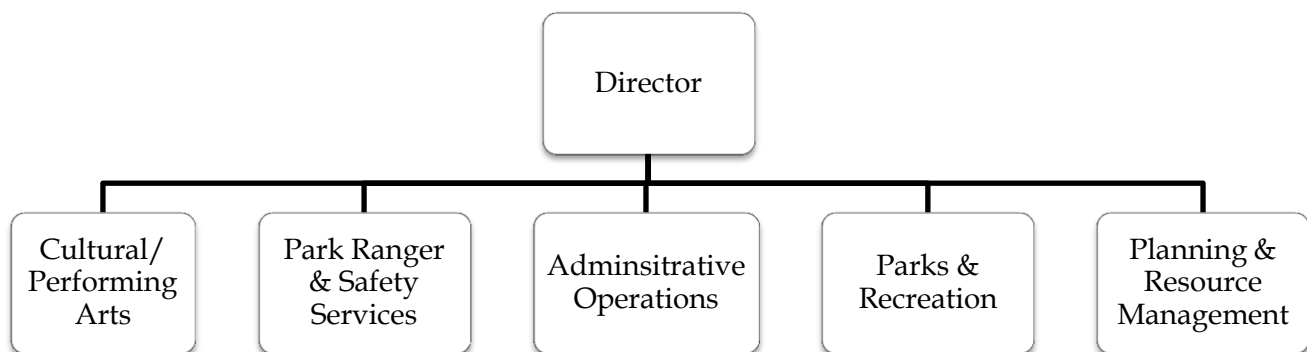 Director
Cultural/
Performing
Arts
Park Ranger
& Safety
Services
Adminsitrative
Operations
Parks &
Recreation
Planning &
Resource
Management